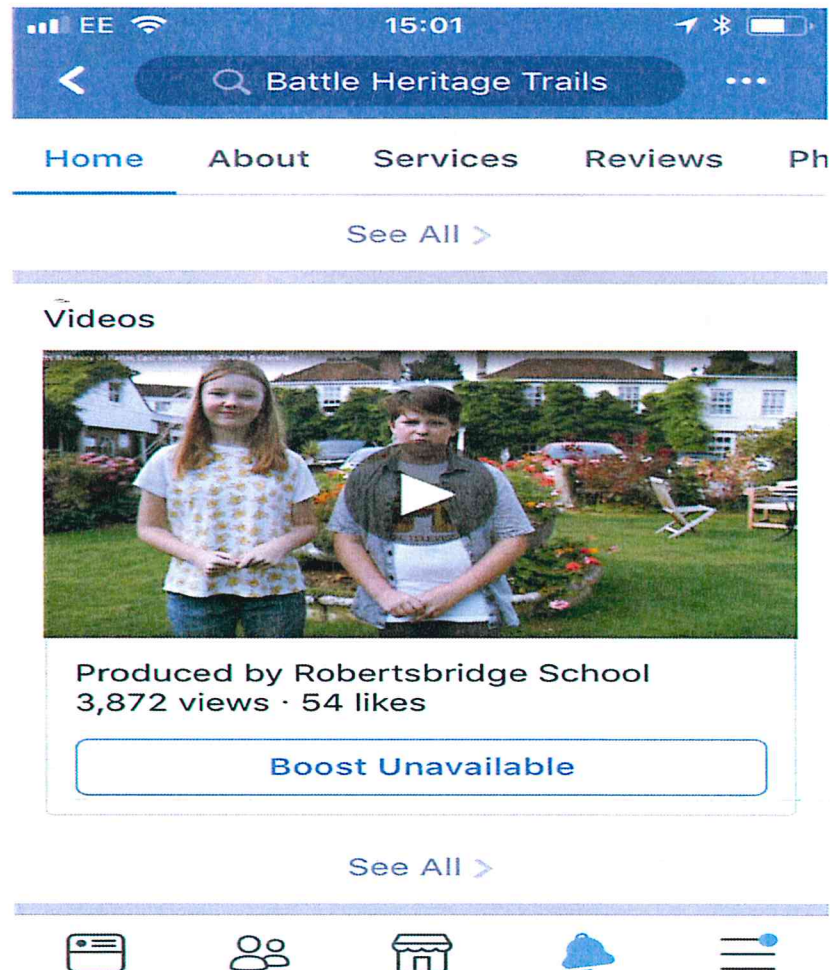 EE 15:01
Battle Heritage Trails
Home About Services Reviews Ph
See All >
Videos
Produced by Robertsbridge School
3,872 views · 54 likes
Boost Unavailable
See All >